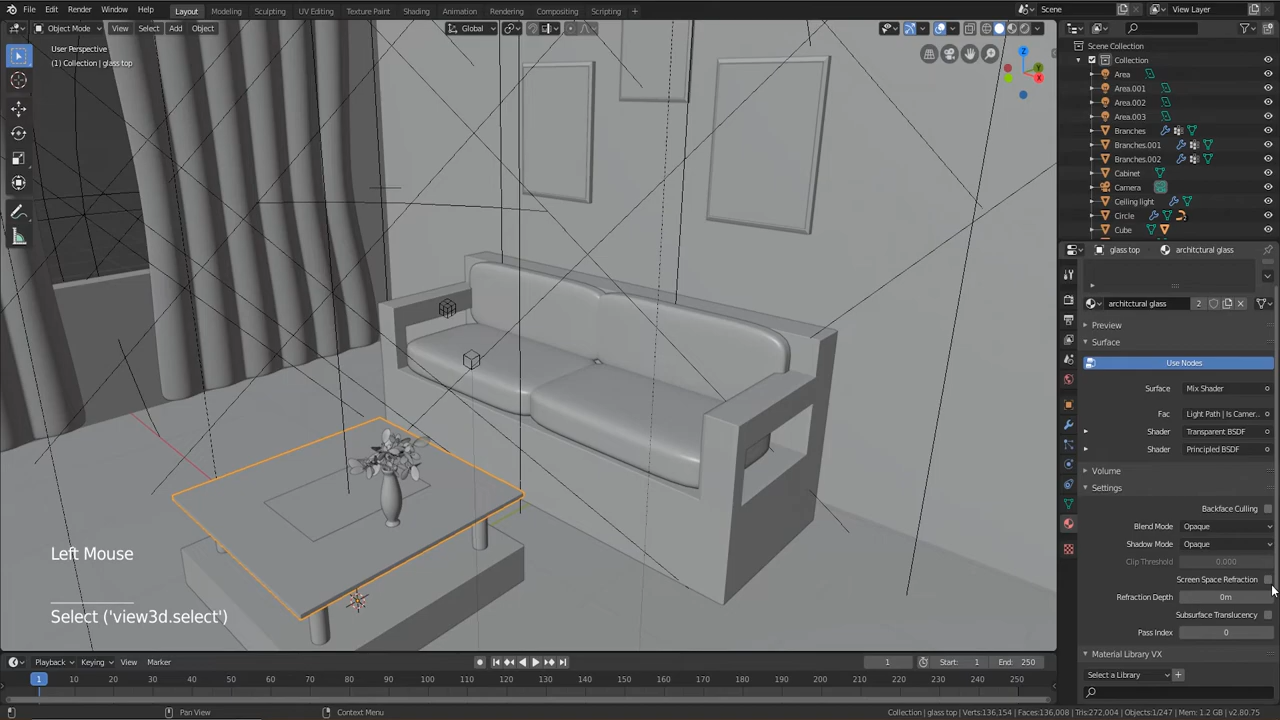 File Edit Render Window Help Layout Modeling Sculpting UV Editing Texture Paint Shading Animation Rendering Compositing Scripting + Scene View Layer
Object Mode View Select Add Object Global
User Perspective
(1) Collection | glass top
Z
Y
X
Left Mouse
Select ('view3d.select')
Scene Collection
Collection
Area
Area.001
Area.002
Area.003
Branches
Branches.001
Branches.002
Cabinet
Camera
Ceiling light
Circle
Cube
glass top architctural glass
architctural glass 2
Preview
Surface
Use Nodes
Surface Mix Shader
Fac Light Path | Is Camer..
Shader Transparent BSDF
Shader Principled BSDF
Volume
Settings
Backface Culling
Blend Mode Opaque
Shadow Mode Opaque
Clip Threshold 0.000
Screen Space Refraction
Refraction Depth 0m
Subsurface Translucency
Pass Index 0
Material Library VX
Select a Library +
Playback Keying View Marker 1 Start: 1 End: 250
1 10 20 30 40 50 60 70 80 90 100 110 120 130 140 150 160 170 180 190 200 210 220 230 240 250
Select Pan View Context Menu Collection | glass top | Verts:136,154 | Faces:136,008 | Tris:272,004 | Objects:1/247 | Mem: 1.2 GB | v2.80.75